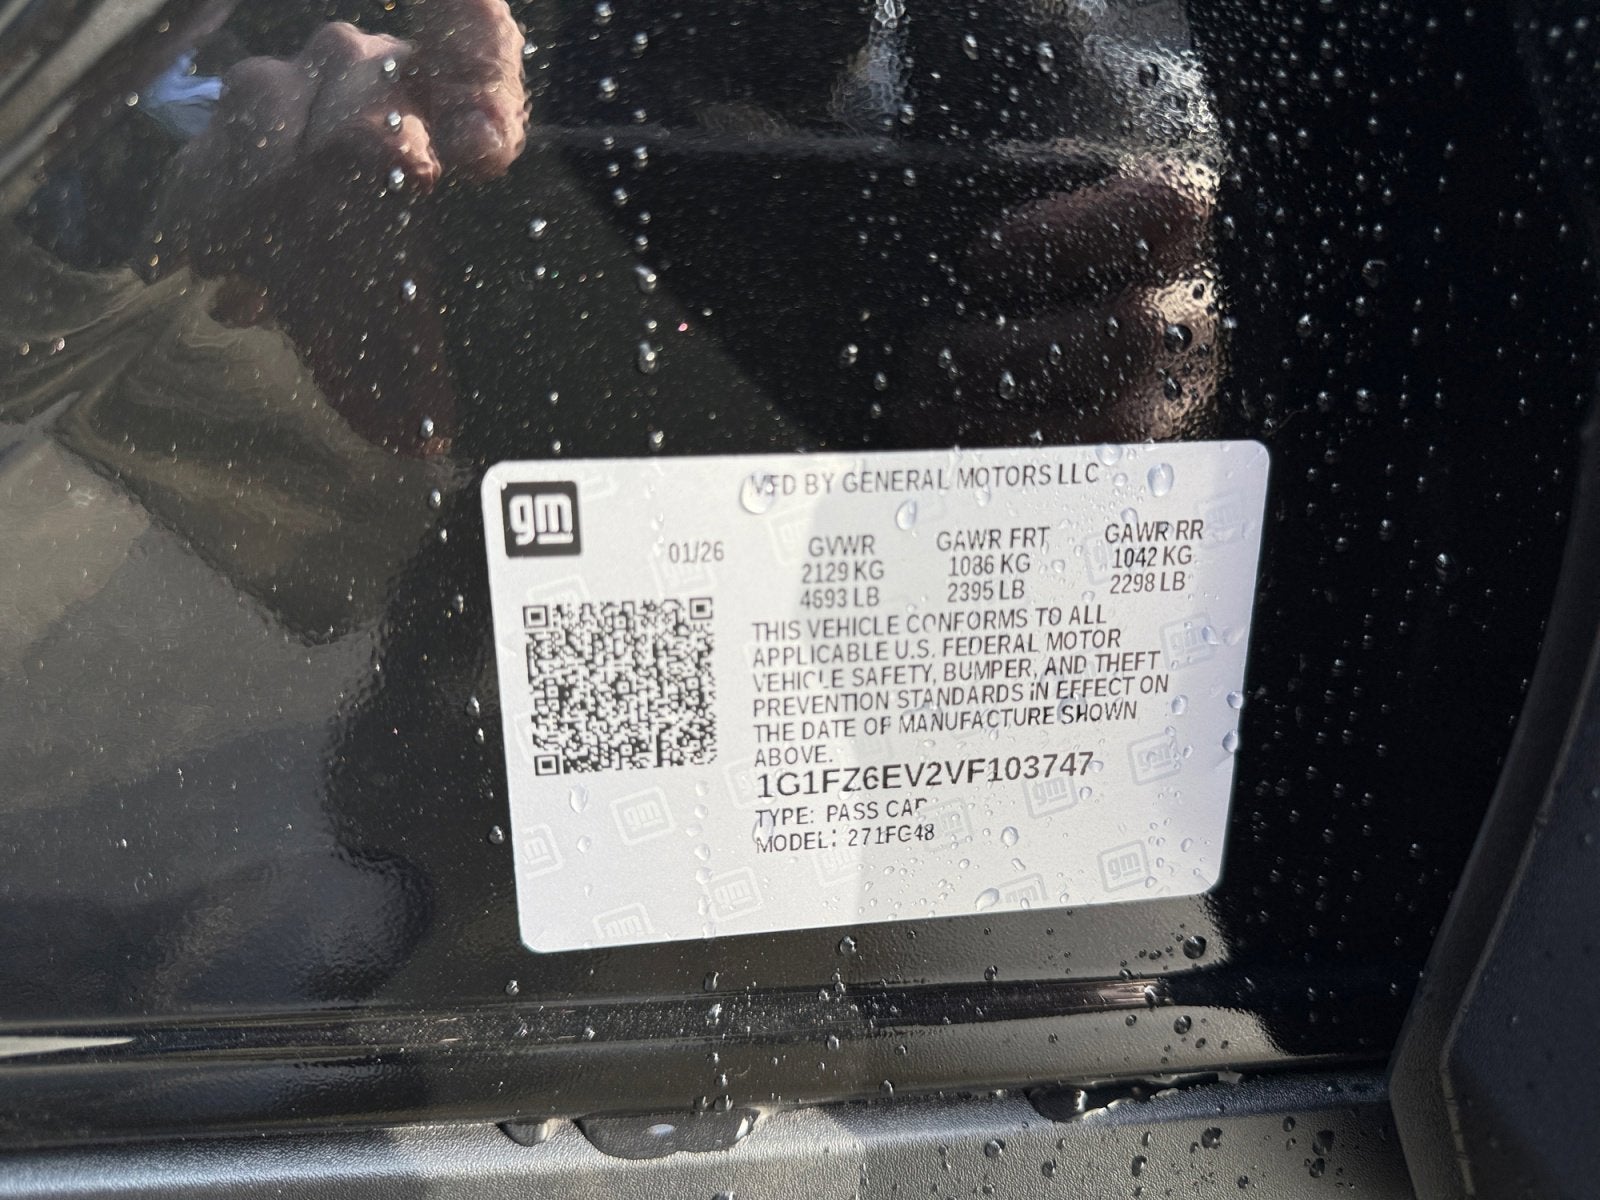 gm
MFD BY GENERAL MOTORS LLC
01/26
GVWR GAWR FRT GAWR RR
2129 KG 1086 KG 1042 KG
4693 LB 2395 LB 2298 LB
THIS VEHICLE CONFORMS TO ALL
APPLICABLE U.S. FEDERAL MOTOR
VEHICLE SAFETY, BUMPER, AND THEFT
PREVENTION STANDARDS IN EFFECT ON
THE DATE OF MANUFACTURE SHOWN
ABOVE.
1G1FZ6EV2VF103747
TYPE: PASS CAR
MODEL: 271FG48